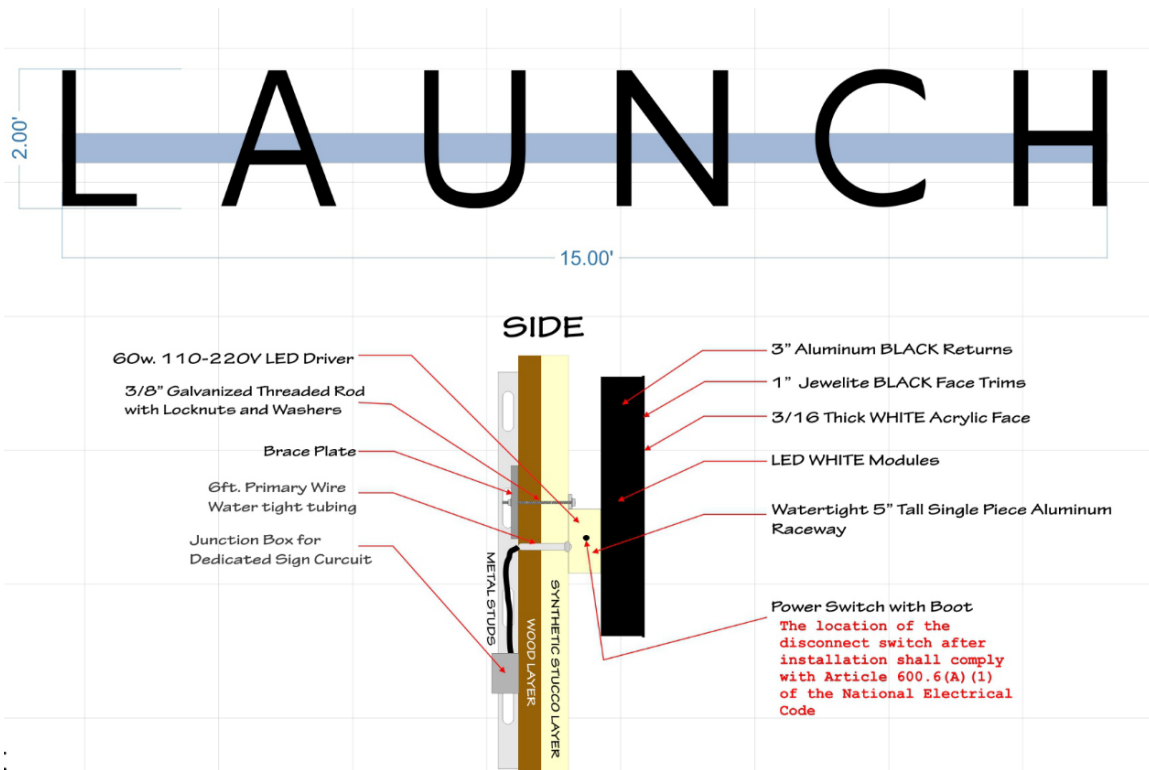 LAUNCH
2.00'
15.00'
SIDE
60w. 110-220V LED Driver
3/8” Galvanized Threaded Rod
with Locknuts and Washers
Brace Plate
6ft. Primary Wire
Water tight tubing
Junction Box for
Dedicated Sign Curcuit
METAL STUDS
WOOD LAYER
SYNTHETIC STUCCO LAYER
3” Aluminum BLACK Returns
1” Jewelite BLACK Face Trims
3/16 Thick WHITE Acrylic Face
LED WHITE Modules
Watertight 5” Tall Single Piece Aluminum
Raceway
Power Switch with Boot
The location of the
disconnect switch after
installation shall comply
with Article 600.6(A)(1)
of the National Electrical
Code